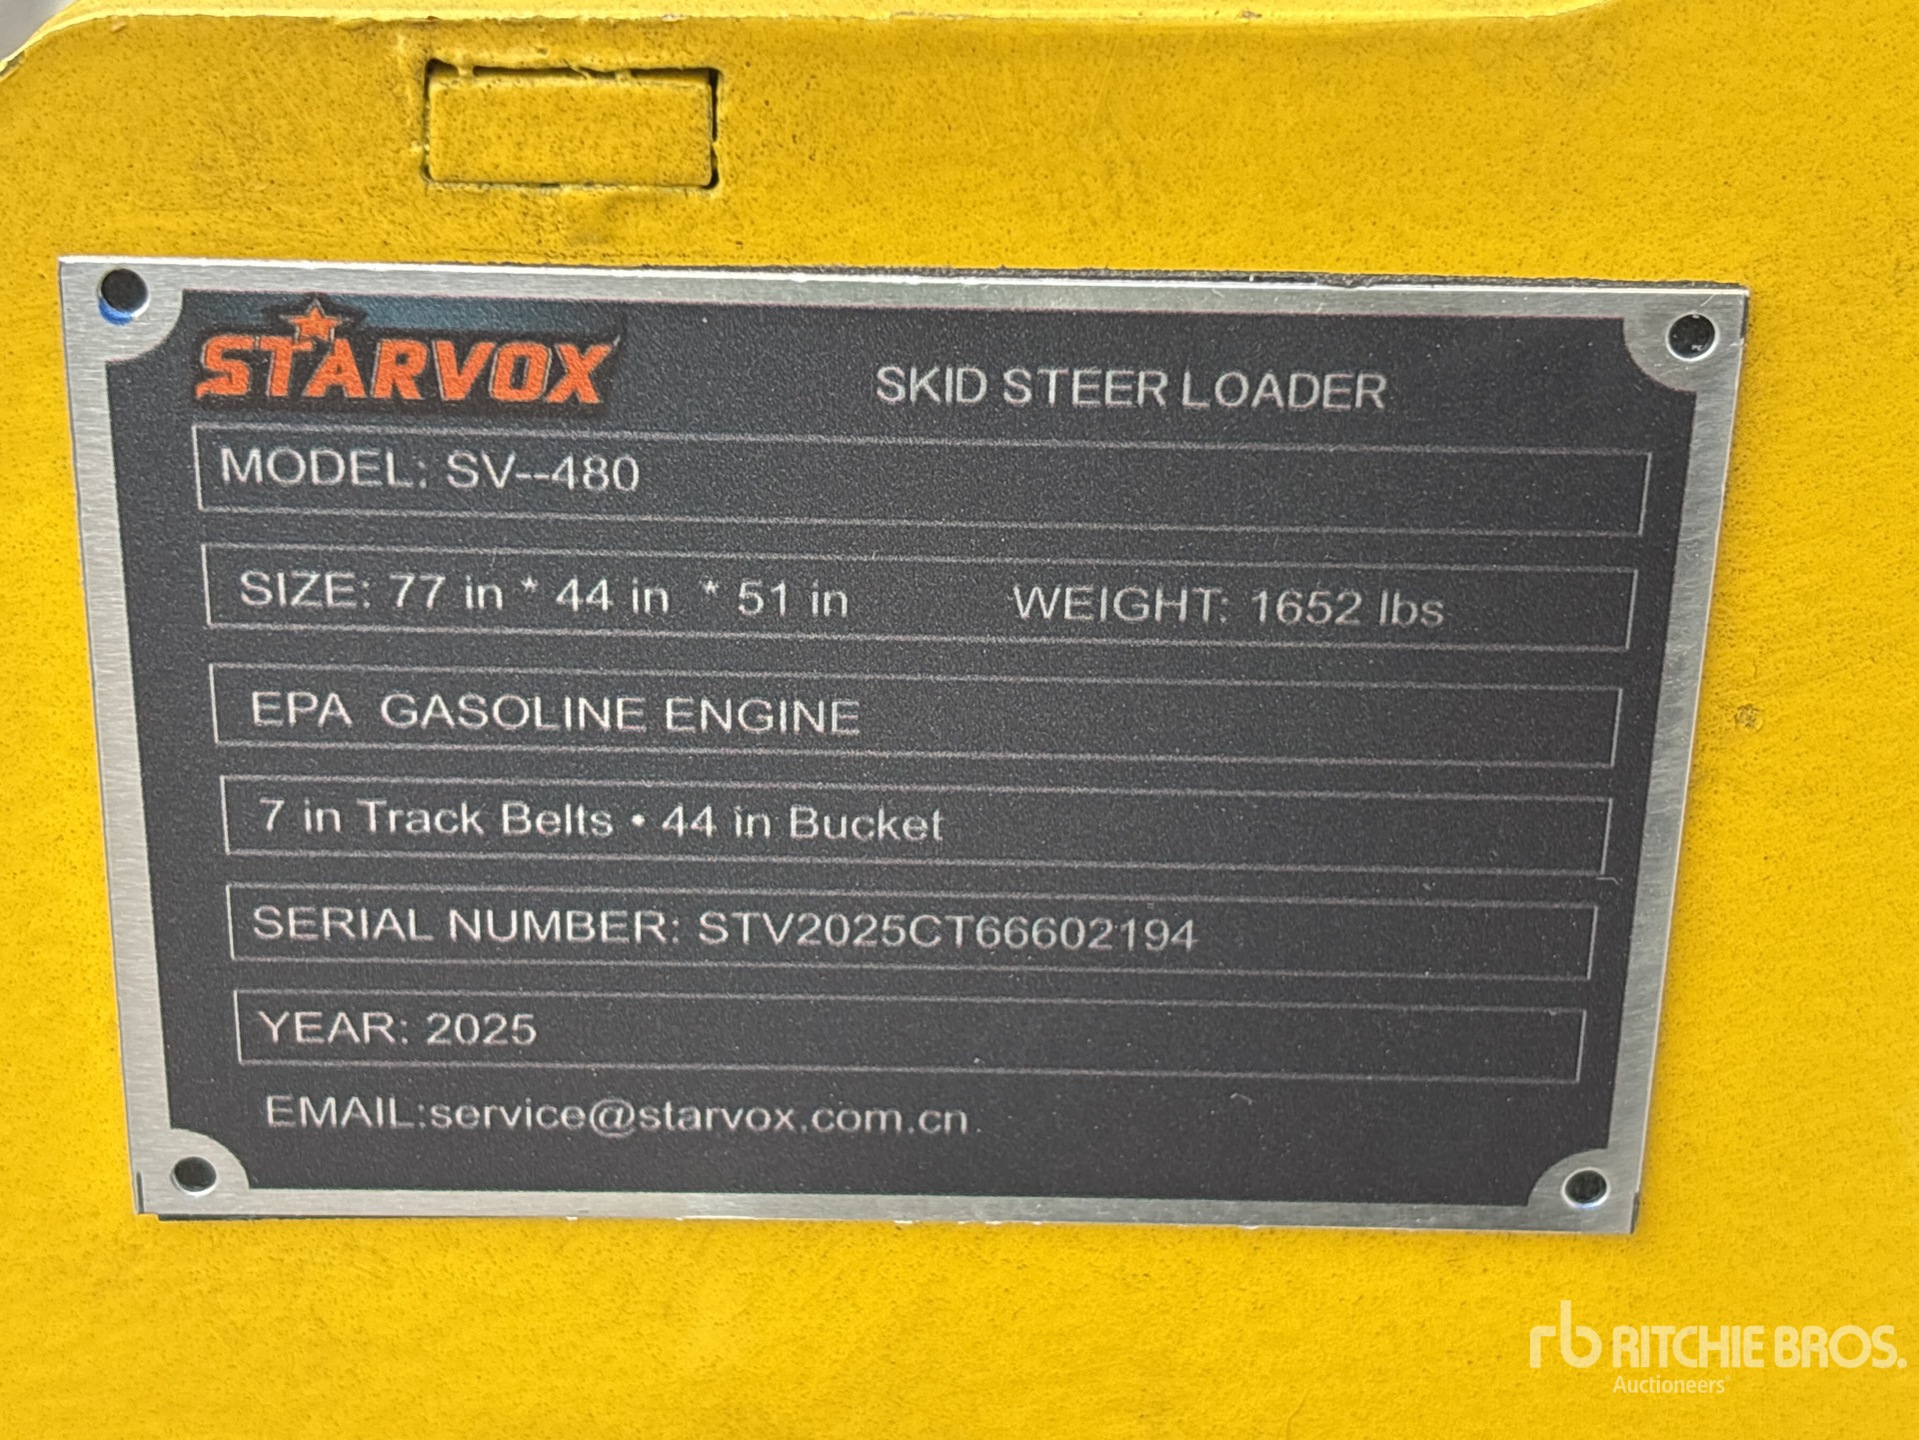 STARVOX
SKID STEER LOADER
MODEL: SV--480
SIZE: 77 in * 44 in * 51 in WEIGHT: 1652 lbs
EPA GASOLINE ENGINE
7 in Track Belts • 44 in Bucket
SERIAL NUMBER: STV2025CT66602194
YEAR: 2025
EMAIL:service@starvox.com.cn
rb RITCHIE BROS.
Auctioneers